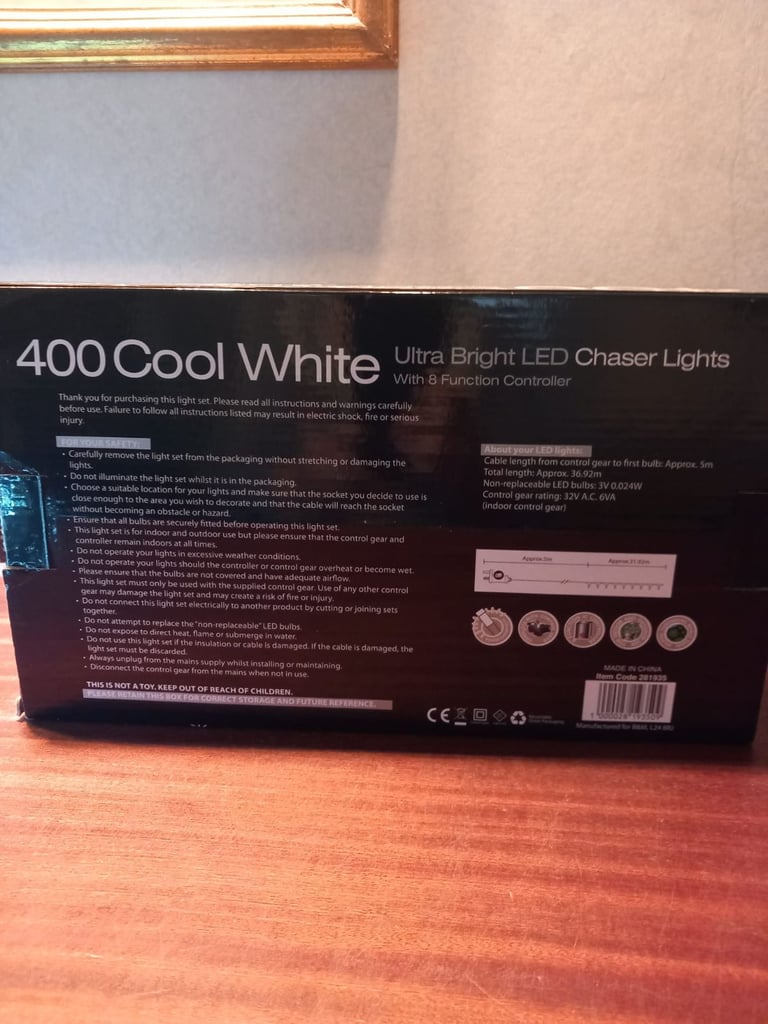 400 Cool White
Ultra Bright LED Chaser Lights
With 8 Function Controller
Thank you for purchasing this light set. Please read all instructions and warnings carefully
before use. Failure to follow all instructions listed may result in electric shock, fire or serious
injury.
FOR YOUR SAFETY:
• Carefully remove the light set from the packaging without stretching or damaging the
lights.
• Do not illuminate the light set whilst it is in the packaging.
• Choose a suitable location for your lights and make sure that the socket you decide to use is
close enough to the area you wish to decorate and that the cable will reach the socket
without becoming an obstacle or hazard.
• Ensure that all bulbs are securely fitted before operating this light set.
• This light set is for indoor and outdoor use but please ensure that the control gear and
controller remain indoors at all times.
• Do not operate your lights in excessive weather conditions.
• Do not operate your lights should the controller or control gear overheat or become wet.
• Please ensure that the bulbs are not covered and have adequate airflow.
• This light set must only be used with the supplied control gear. Use of any other control
gear may damage the light set and may create a risk of fire or injury.
• Do not connect this light set electrically to another product by cutting or joining sets
together.
• Do not attempt to replace the "non-replaceable" LED bulbs.
• Do not expose to direct heat, flame or submerge in water.
• Do not use this light set if the insulation or cable is damaged. If the cable is damaged, the
light set must be discarded.
• Always unplug from the mains supply whilst installing or maintaining.
• Disconnect the control gear from the mains when not in use.
THIS IS NOT A TOY. KEEP OUT OF REACH OF CHILDREN.
PLEASE RETAIN THIS BOX FOR CORRECT STORAGE AND FUTURE REFERENCE.
About your LED lights:
Cable length from control gear to first bulb: Approx. 5m
Total length: Approx. 36.92m
Non-replaceable LED bulbs: 3V 0.024W
Control gear rating: 32V A.C. 6VA
(indoor control gear)
Approx.5m
Approx.31.92m
MADE IN CHINA
Item Code 281935
1 000028 193509
Manufactured for B&M, L24 8RJ
CE